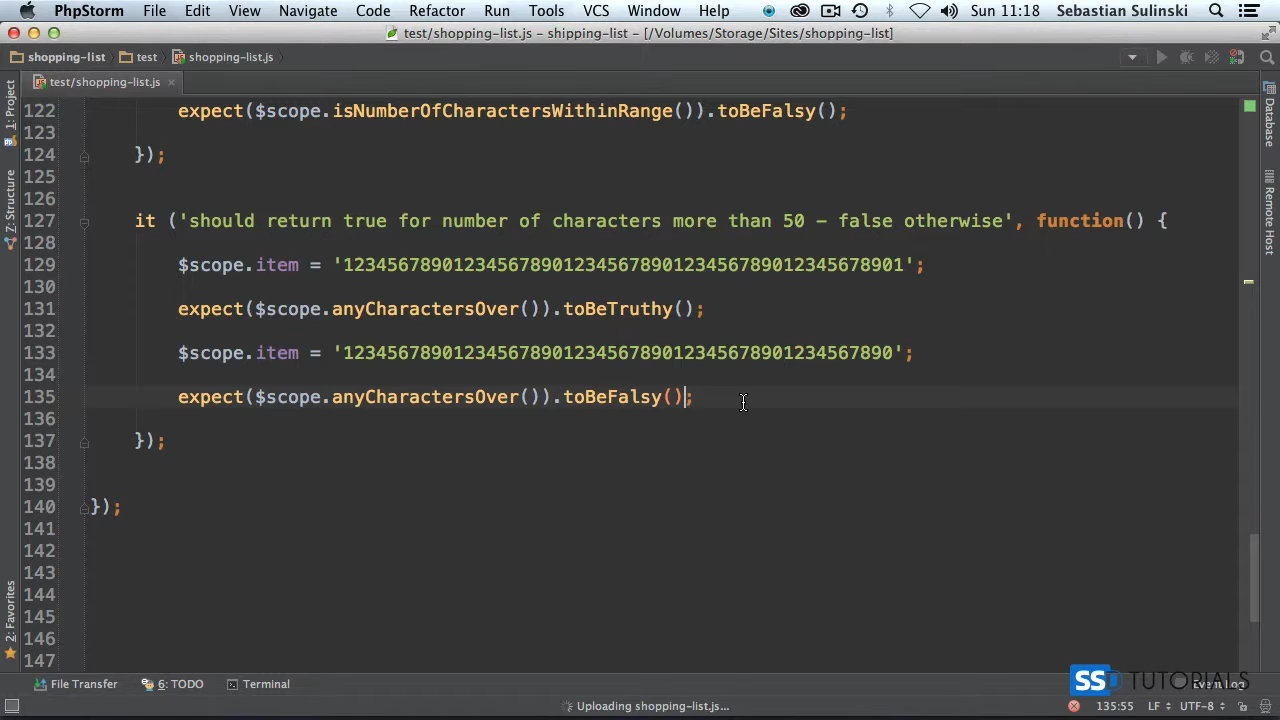 PhpStorm File Edit View Navigate Code Refactor Run Tools VCS Window Help Sun 11:18 Sebastian Sulinski
test/shopping-list.js – shipping-list – [/Volumes/Storage/Sites/shopping-list]
shopping-list test shopping-list.js
test/shopping-list.js
1: Project
Z: Structure
2: Favorites
Database
Remote Host
122 expect($scope.isNumberOfCharactersWithinRange()).toBeFalsy();
123
124 });
125
126
127 it ('should return true for number of characters more than 50 – false otherwise', function() {
128
129 $scope.item = '123456789012345678901234567890123456789012345678901';
130
131 expect($scope.anyCharactersOver()).toBeTruthy();
132
133 $scope.item = '12345678901234567890123456789012345678901234567890';
134
135 expect($scope.anyCharactersOver()).toBeFalsy();
136
137 });
138
139
140 });
141
142
143
144
145
146
147
File Transfer 6: TODO Terminal Event Log
SSD TUTORIALS
Uploading shopping-list.js... 135:55 LF UTF-8